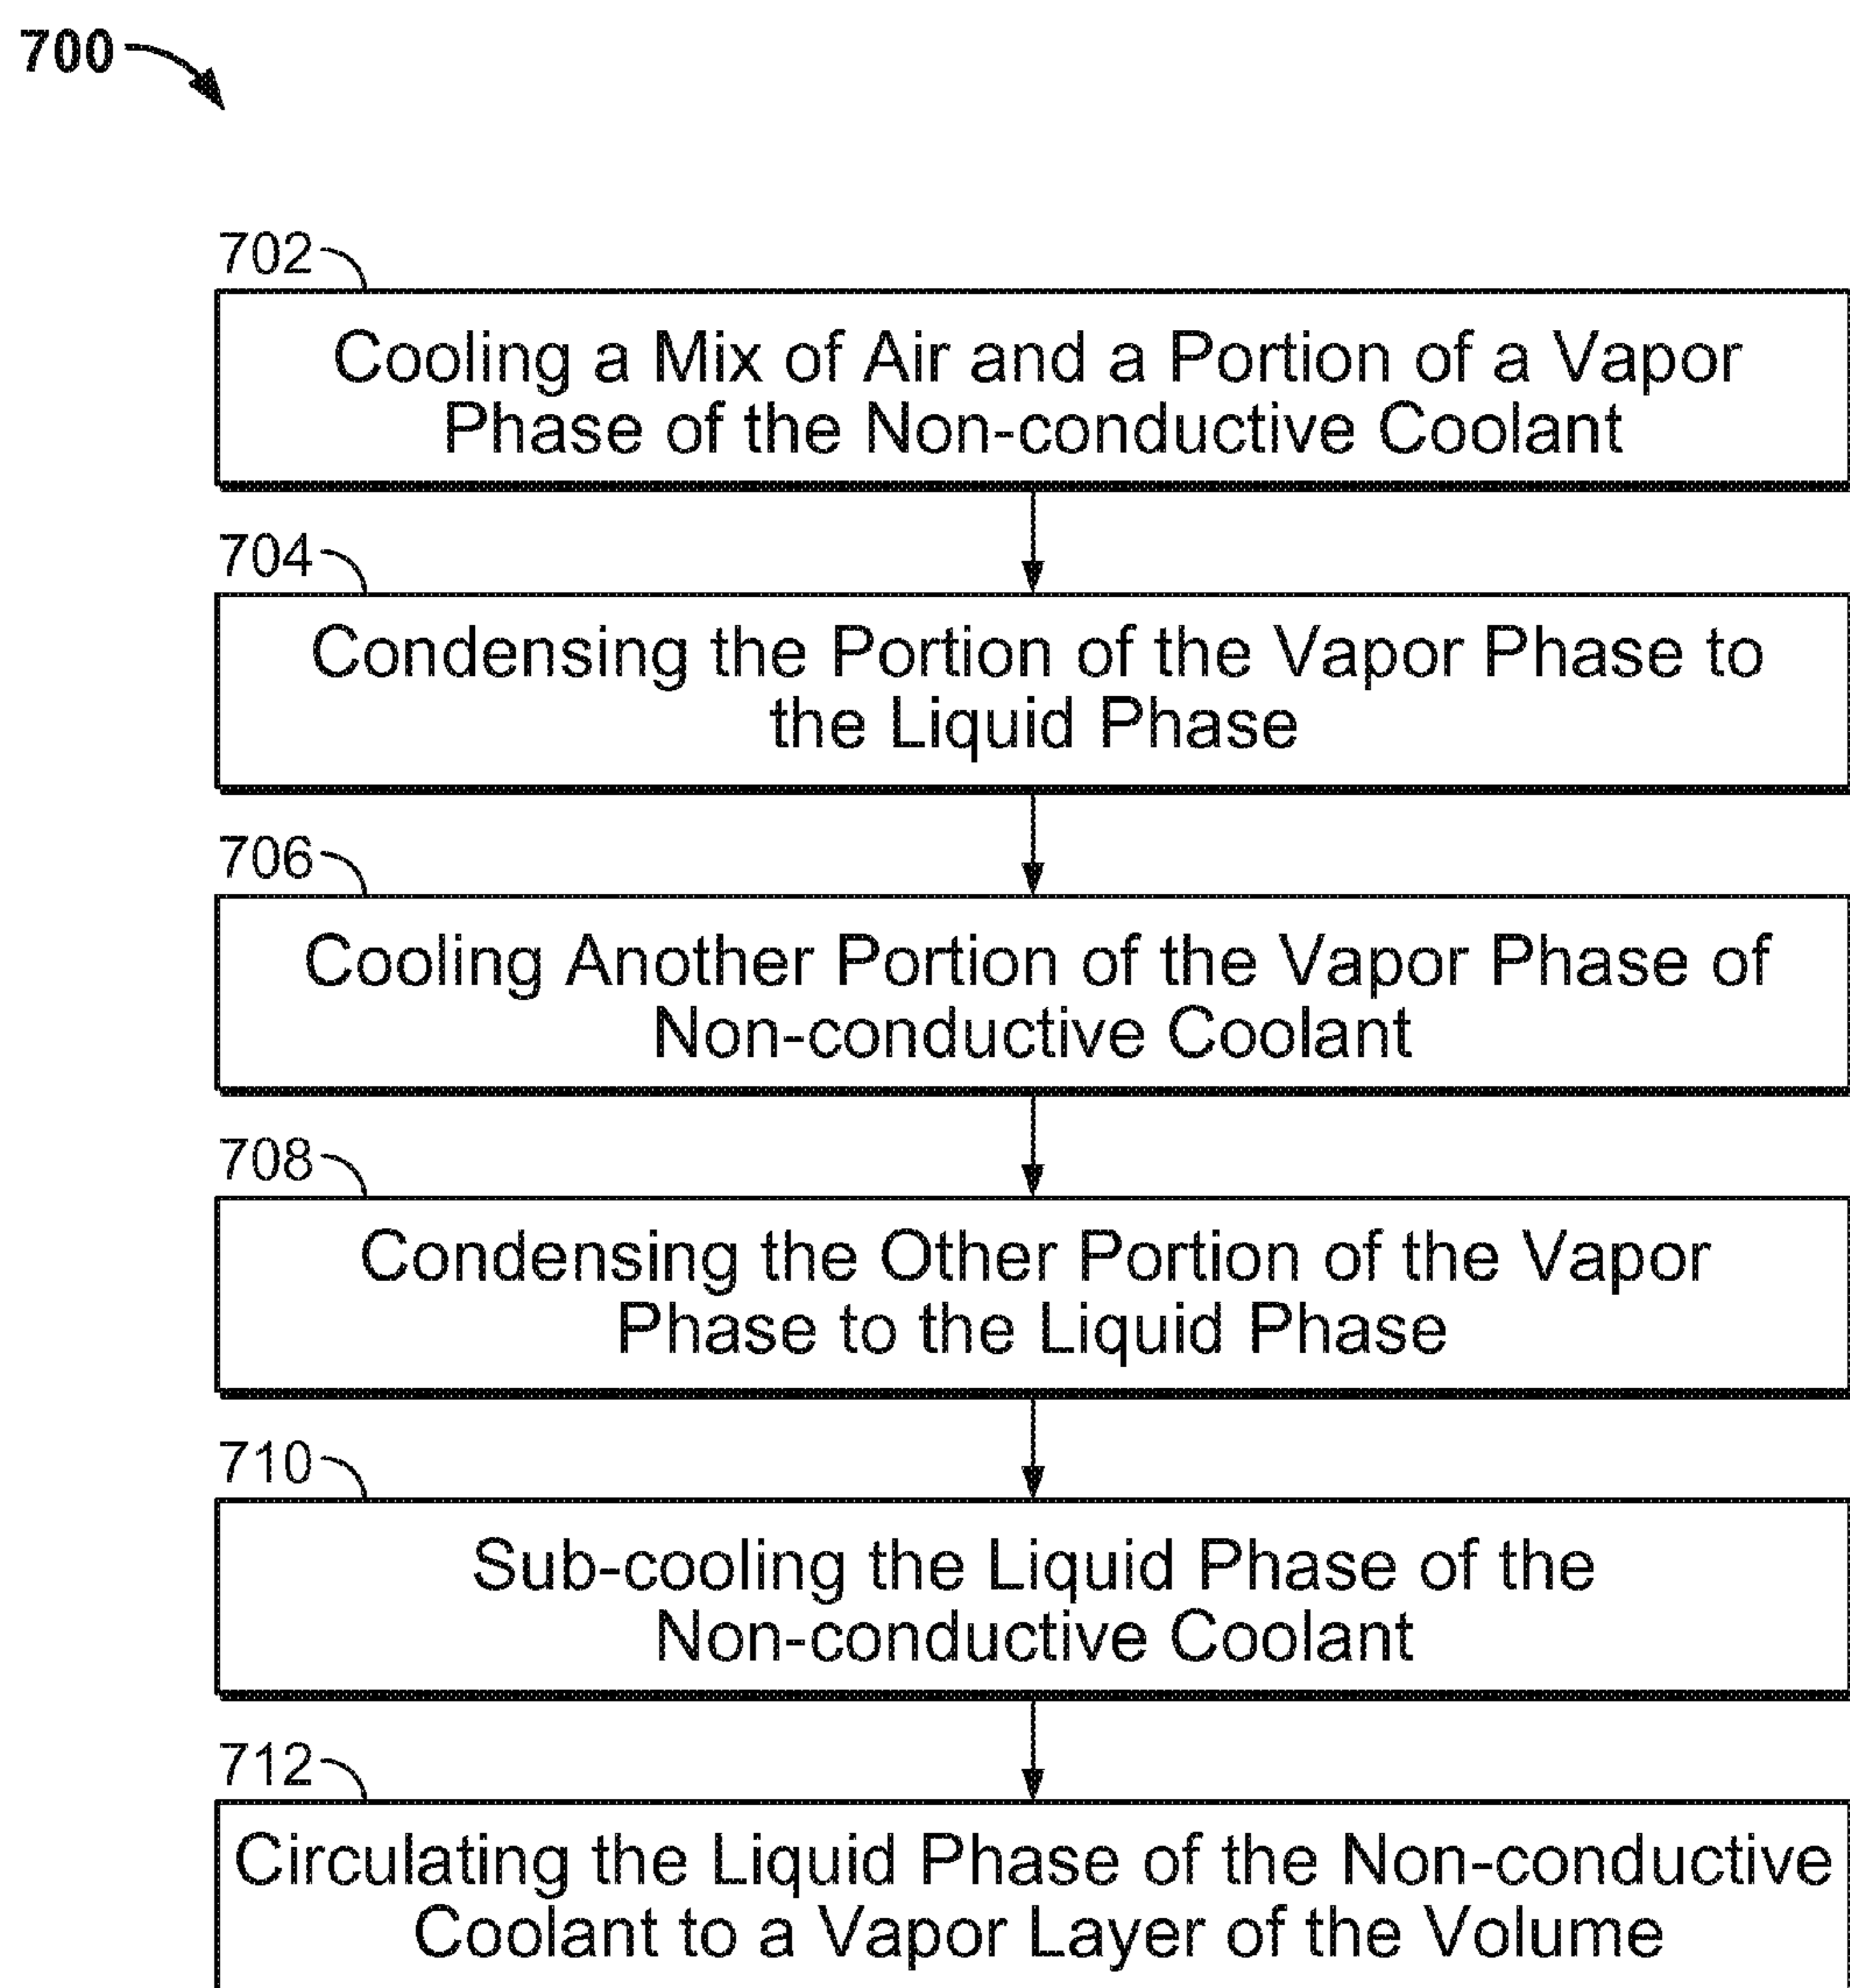 700
702
Cooling a Mix of Air and a Portion of a Vapor
Phase of the Non-conductive Coolant
704
Condensing the Portion of the Vapor Phase to
the Liquid Phase
706
Cooling Another Portion of the Vapor Phase of
Non-conductive Coolant
708
Condensing the Other Portion of the Vapor
Phase to the Liquid Phase
710
Sub-cooling the Liquid Phase of the
Non-conductive Coolant
712
Circulating the Liquid Phase of the Non-conductive
Coolant to a Vapor Layer of the Volume